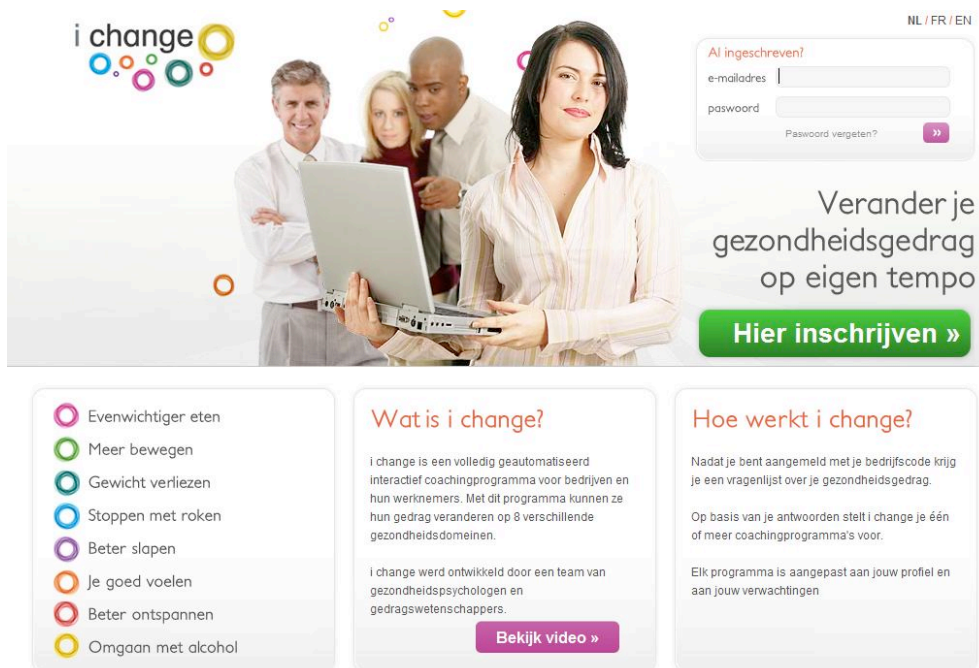 i change
NL / FR / EN
Al ingeschreven?
e-mailadres
paswoord
Paswoord vergeten?
»
Verander je
gezondheidsgedrag
op eigen tempo
Hier inschrijven »
Evenwichtiger eten
Meer bewegen
Gewicht verliezen
Stoppen met roken
Beter slapen
Je goed voelen
Beter ontspannen
Omgaan met alcohol
Wat is i change?
i change is een volledig geautomatiseerd
interactief coachingprogramma voor bedrijven en
hun werknemers. Met dit programma kunnen ze
hun gedrag veranderen op 8 verschillende
gezondheidsdomeinen.
i change werd ontwikkeld door een team van
gezondheidspsychologen en
gedragswetenschappers.
Bekijk video »
Hoe werkt i change?
Nadat je bent aangemeld met je bedrijfscode krijg
je een vragenlijst over je gezondheidsgedrag.
Op basis van je antwoorden stelt i change je één
of meer coachingprogramma's voor.
Elk programma is aangepast aan jouw profiel en
aan jouw verwachtingen